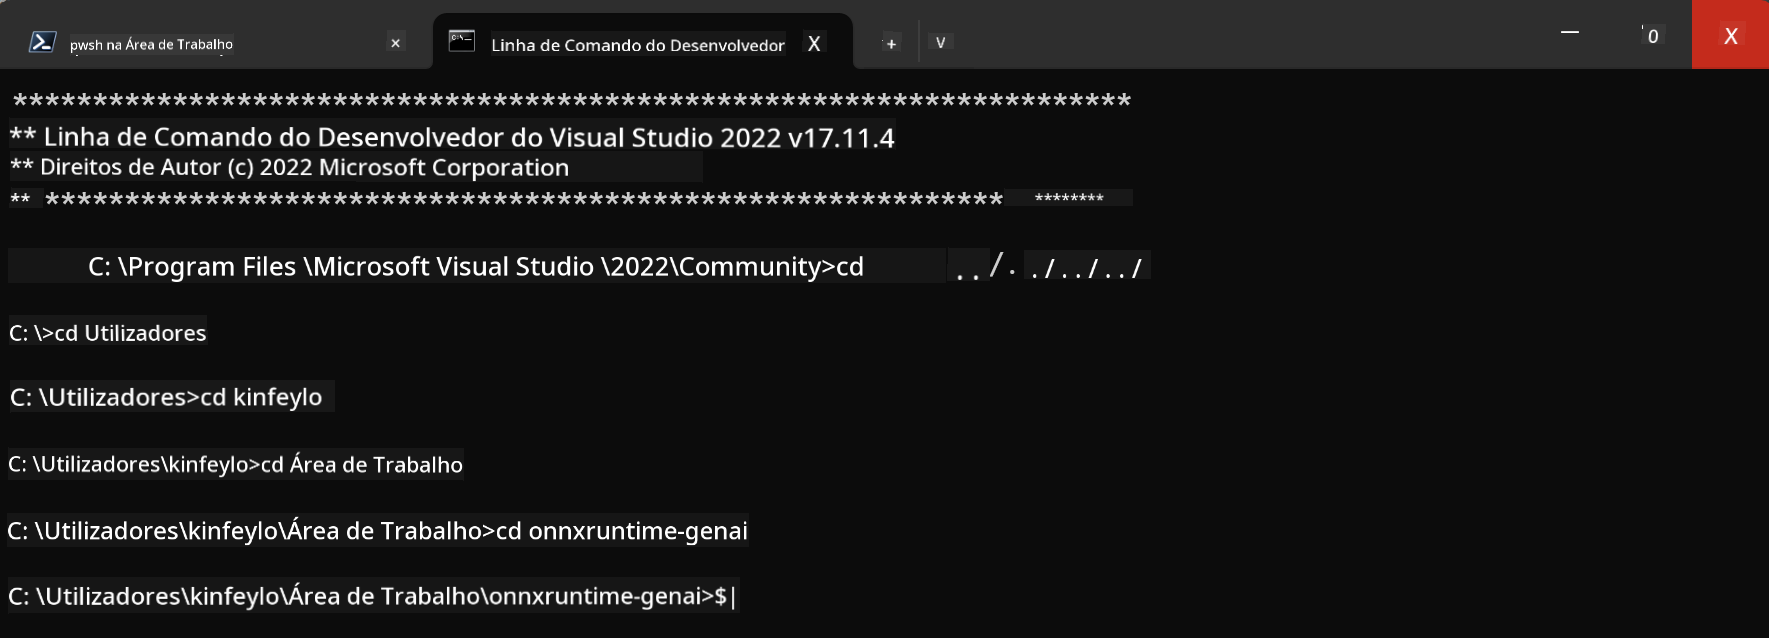 pwsh na Área de Trabalho × Linha de Comando do Desenvolvedor X + v — 0 X
**********************************************************************
** Linha de Comando do Desenvolvedor do Visual Studio 2022 v17.11.4
** Direitos de Autor (c) 2022 Microsoft Corporation
** ************************************************************ ********
C: \Program Files \Microsoft Visual Studio \2022\Community>cd ../. ./../../
C: \>cd Utilizadores
C: \Utilizadores>cd kinfeylo
C: \Utilizadores\kinfeylo>cd Área de Trabalho
C: \Utilizadores\kinfeylo\Área de Trabalho>cd onnxruntime-genai
C: \Utilizadores\kinfeylo\Área de Trabalho\onnxruntime-genai>$|